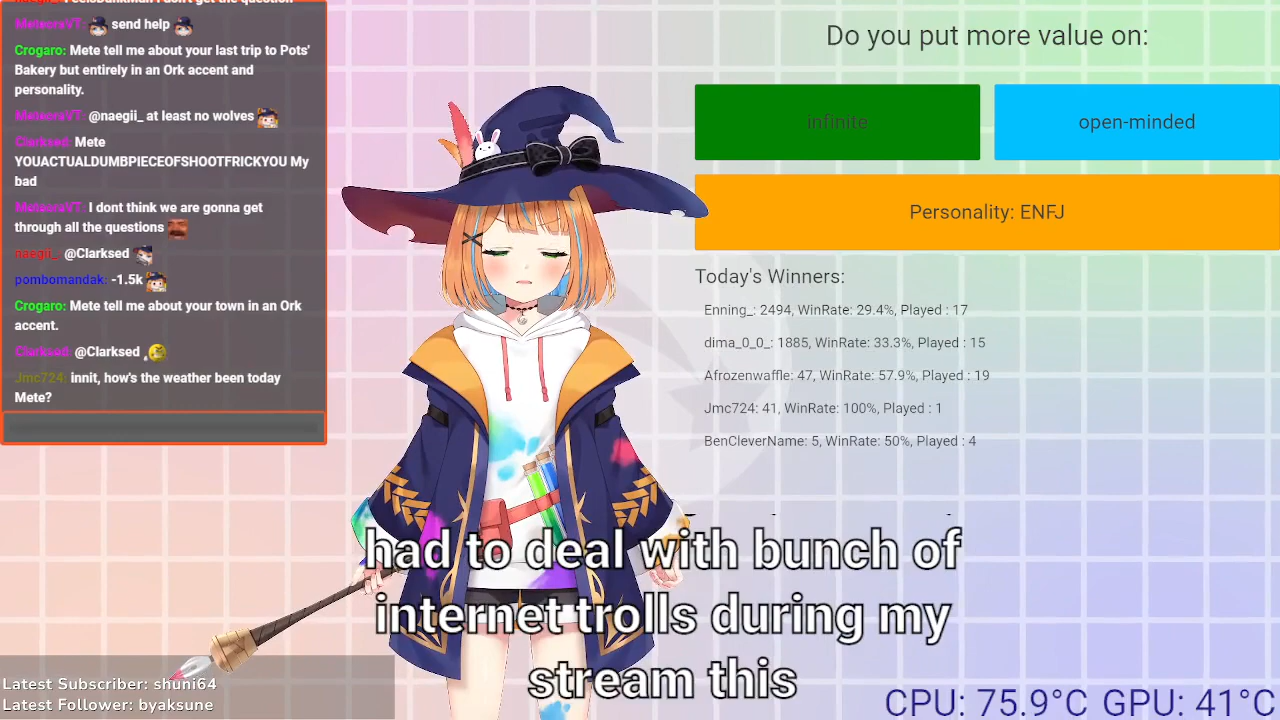 MeteoraVT: send help
Crogaro: Mete tell me about your last trip to Pots'
Bakery but entirely in an Ork accent and
personality.
MeteoraVT: @naegii_ at least no wolves
Clarksed: Mete
YOUACTUALDUMBPIECEOFSHOOTFRICKYOU My
bad
MeteoraVT: I dont think we are gonna get
through all the questions
naegii_: @Clarksed
pombomandak: -1.5k
Crogaro: Mete tell me about your town in an Ork
accent.
Clarksed: @Clarksed
Jmc724: innit, how's the weather been today
Mete?
Do you put more value on:
infinite
open-minded
Personality: ENFJ
Today's Winners:
Enning_: 2494, WinRate: 29.4%, Played : 17
dima_0_0_: 1885, WinRate: 33.3%, Played : 15
Afrozenwaffle: 47, WinRate: 57.9%, Played : 19
Jmc724: 41, WinRate: 100%, Played : 1
BenCleverName: 5, WinRate: 50%, Played : 4
had to deal with bunch of
internet trolls during my
stream this
Latest Subscriber: shuni64
Latest Follower: byaksune
CPU: 75.9°C GPU: 41°C